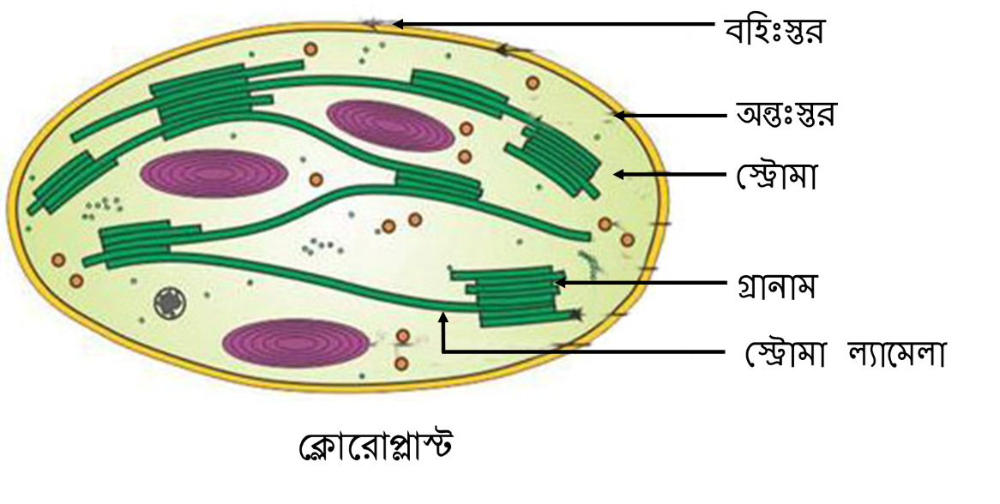 বহিঃস্তর
অন্তঃস্তর
স্ট্রোমা
গ্রানাম
স্ট্রোমা ল্যামেলা
ক্লোরোপ্লাস্ট